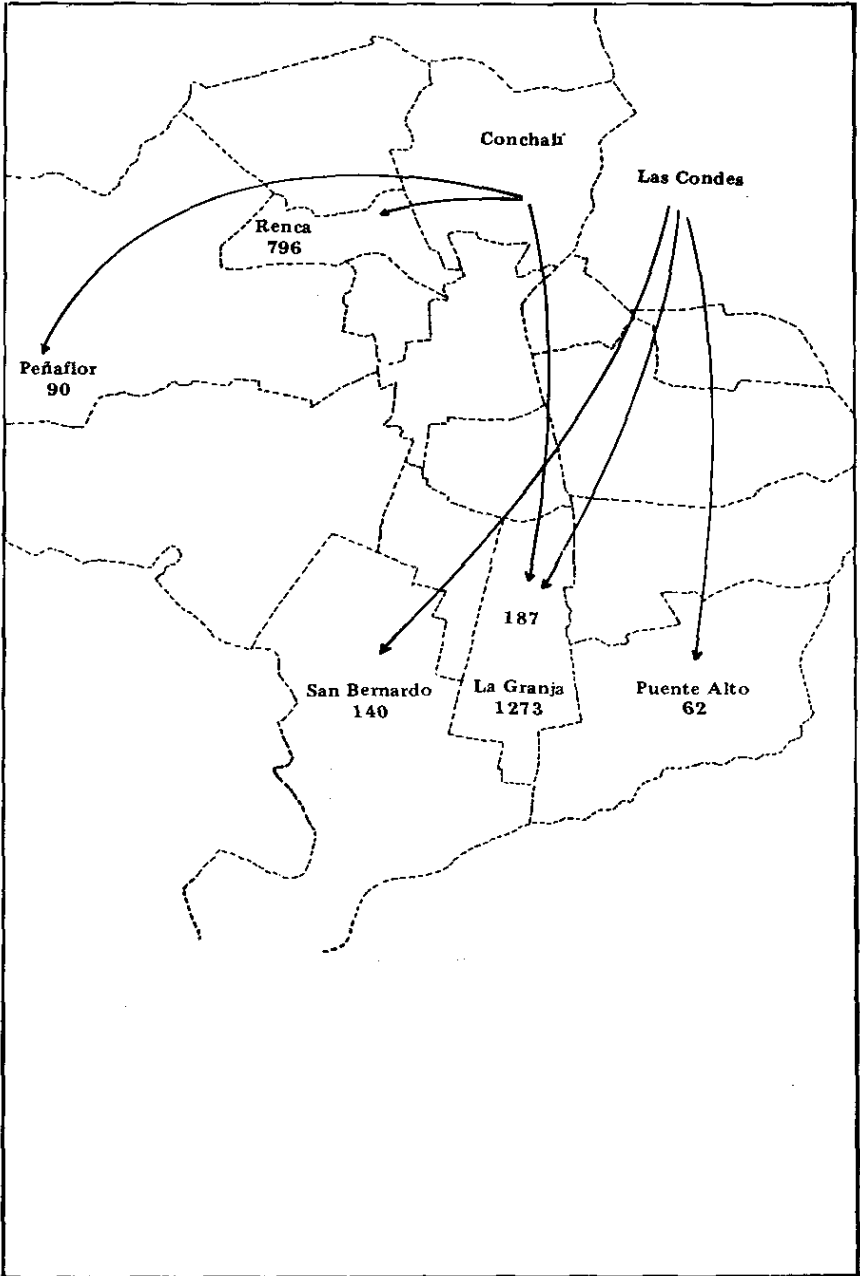 Conchalí
Las Condes
Renca
796
Peñaflor
90
187
San Bernardo
140
La Granja
1273
Puente Alto
62